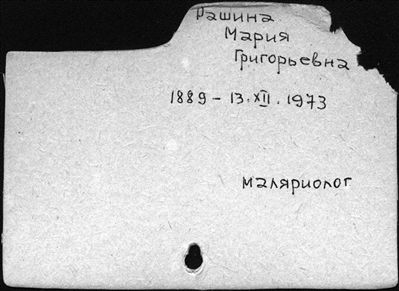 Рашина
Мария
Григорьевна
1889 – 13.XII.1973
маляриолог